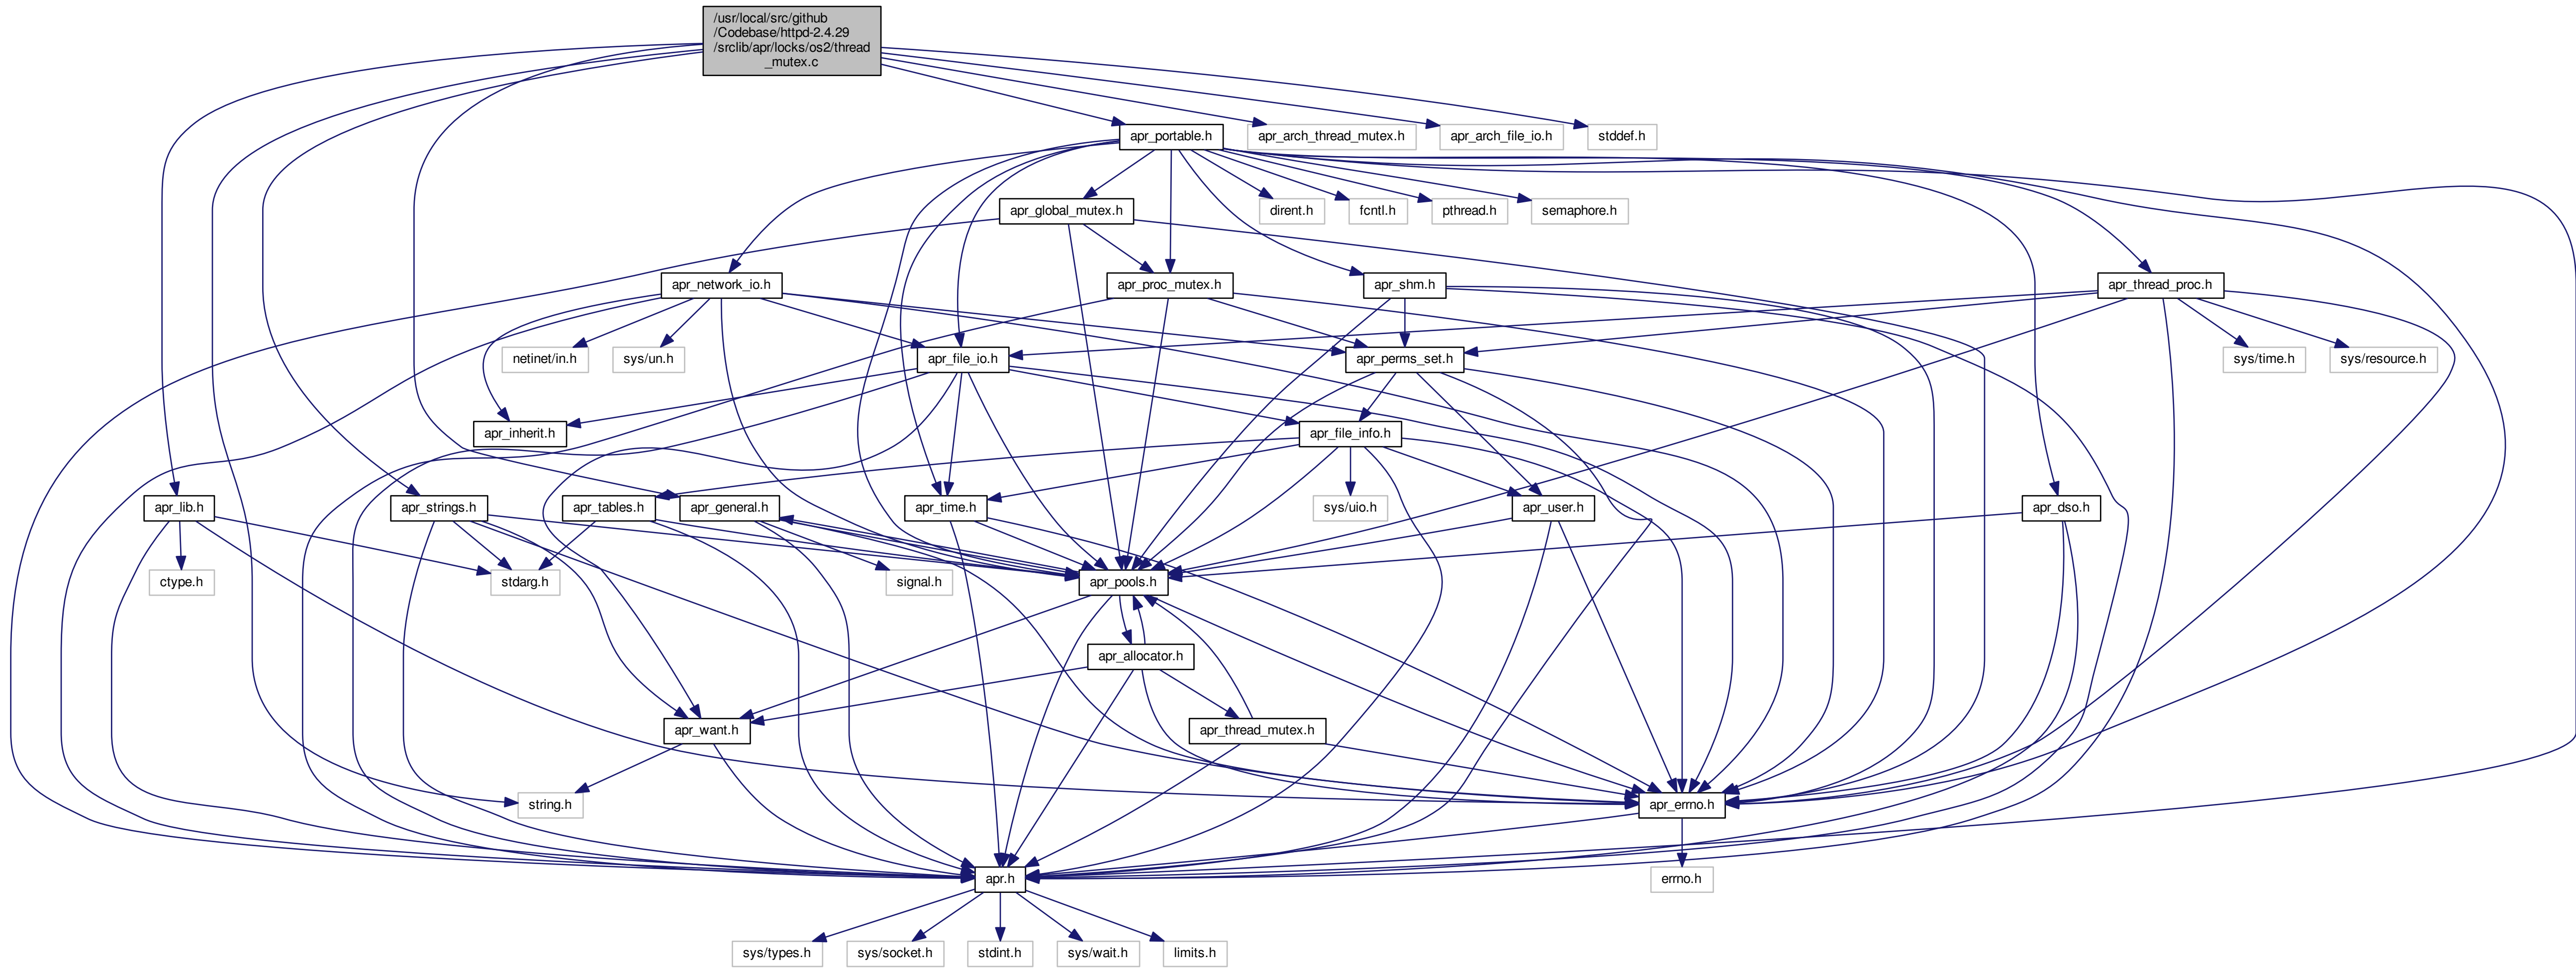 /usr/local/src/github
/Codebase/httpd-2.4.29
/srclib/apr/locks/os2/thread
_mutex.c
apr_portable.h
apr_arch_thread_mutex.h
apr_arch_file_io.h
stddef.h
apr_global_mutex.h
dirent.h
fcntl.h
pthread.h
semaphore.h
apr_network_io.h
apr_proc_mutex.h
apr_shm.h
apr_thread_proc.h
netinet/in.h
sys/un.h
apr_file_io.h
apr_perms_set.h
sys/time.h
sys/resource.h
apr_inherit.h
apr_file_info.h
apr_lib.h
apr_strings.h
apr_tables.h
apr_general.h
apr_time.h
sys/uio.h
apr_user.h
apr_dso.h
ctype.h
stdarg.h
signal.h
apr_pools.h
apr_allocator.h
apr_want.h
apr_thread_mutex.h
string.h
apr_errno.h
apr.h
errno.h
sys/types.h
sys/socket.h
stdint.h
sys/wait.h
limits.h